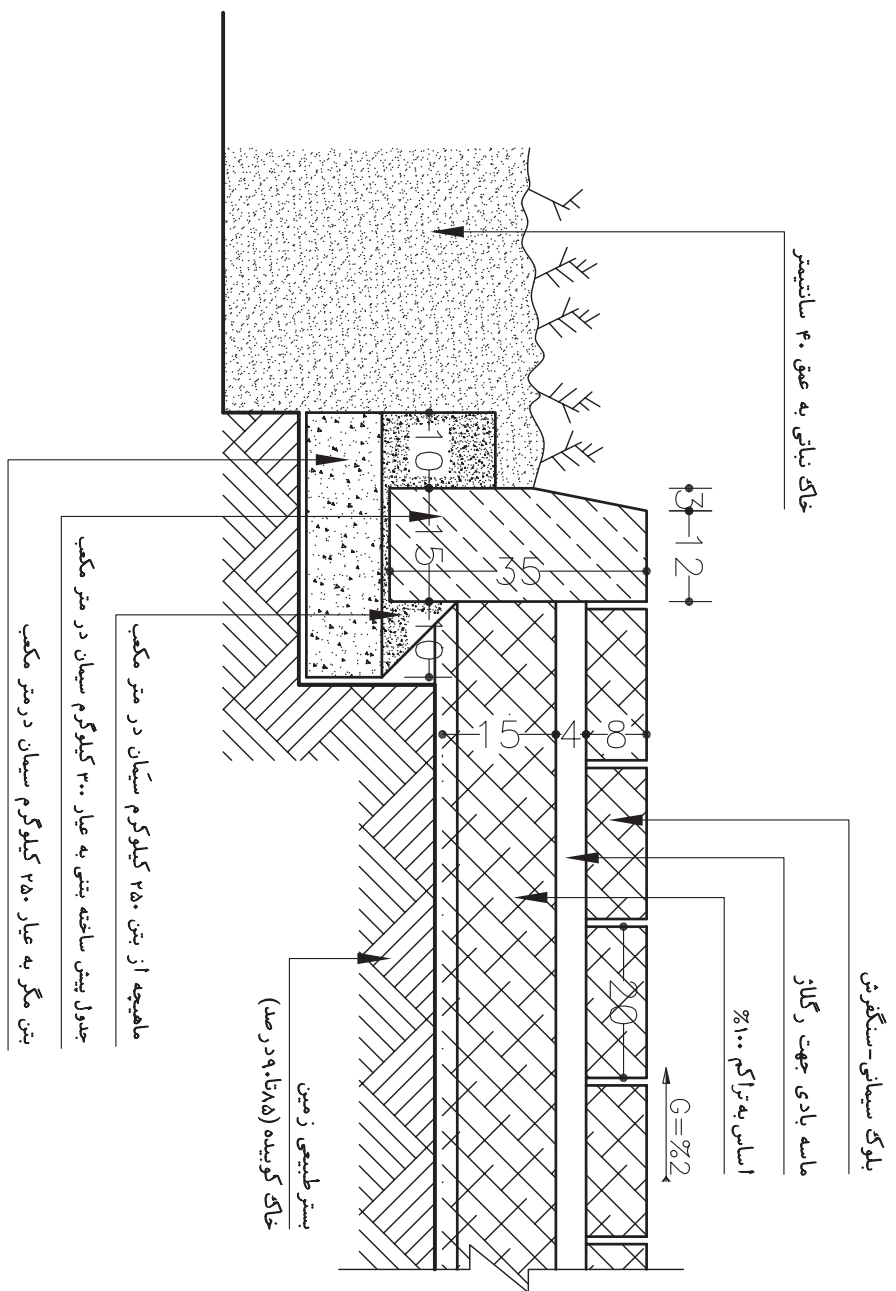 خاک نباتی به عمق ۴۰ سانتیمتر
3
12
10
15
10
35
15
4
8
20
G=%2
بلوک سیمانی-سنگفرش
ماسه بادی جهت رگلاژ
اساس به تراکم ۱۰۰%
بستر طبیعی زمین
خاک کوبیده (۸۵تا۹۰درصد)
ماهیچه از بتن ۲۵۰ کیلوگرم سیمان در متر مکعب
جدول پیش ساخته بتنی به عیار ۳۰۰ کیلوگرم سیمان در متر مکعب
بتن مگر به عیار ۲۵۰ کیلوگرم سیمان درمتر مکعب